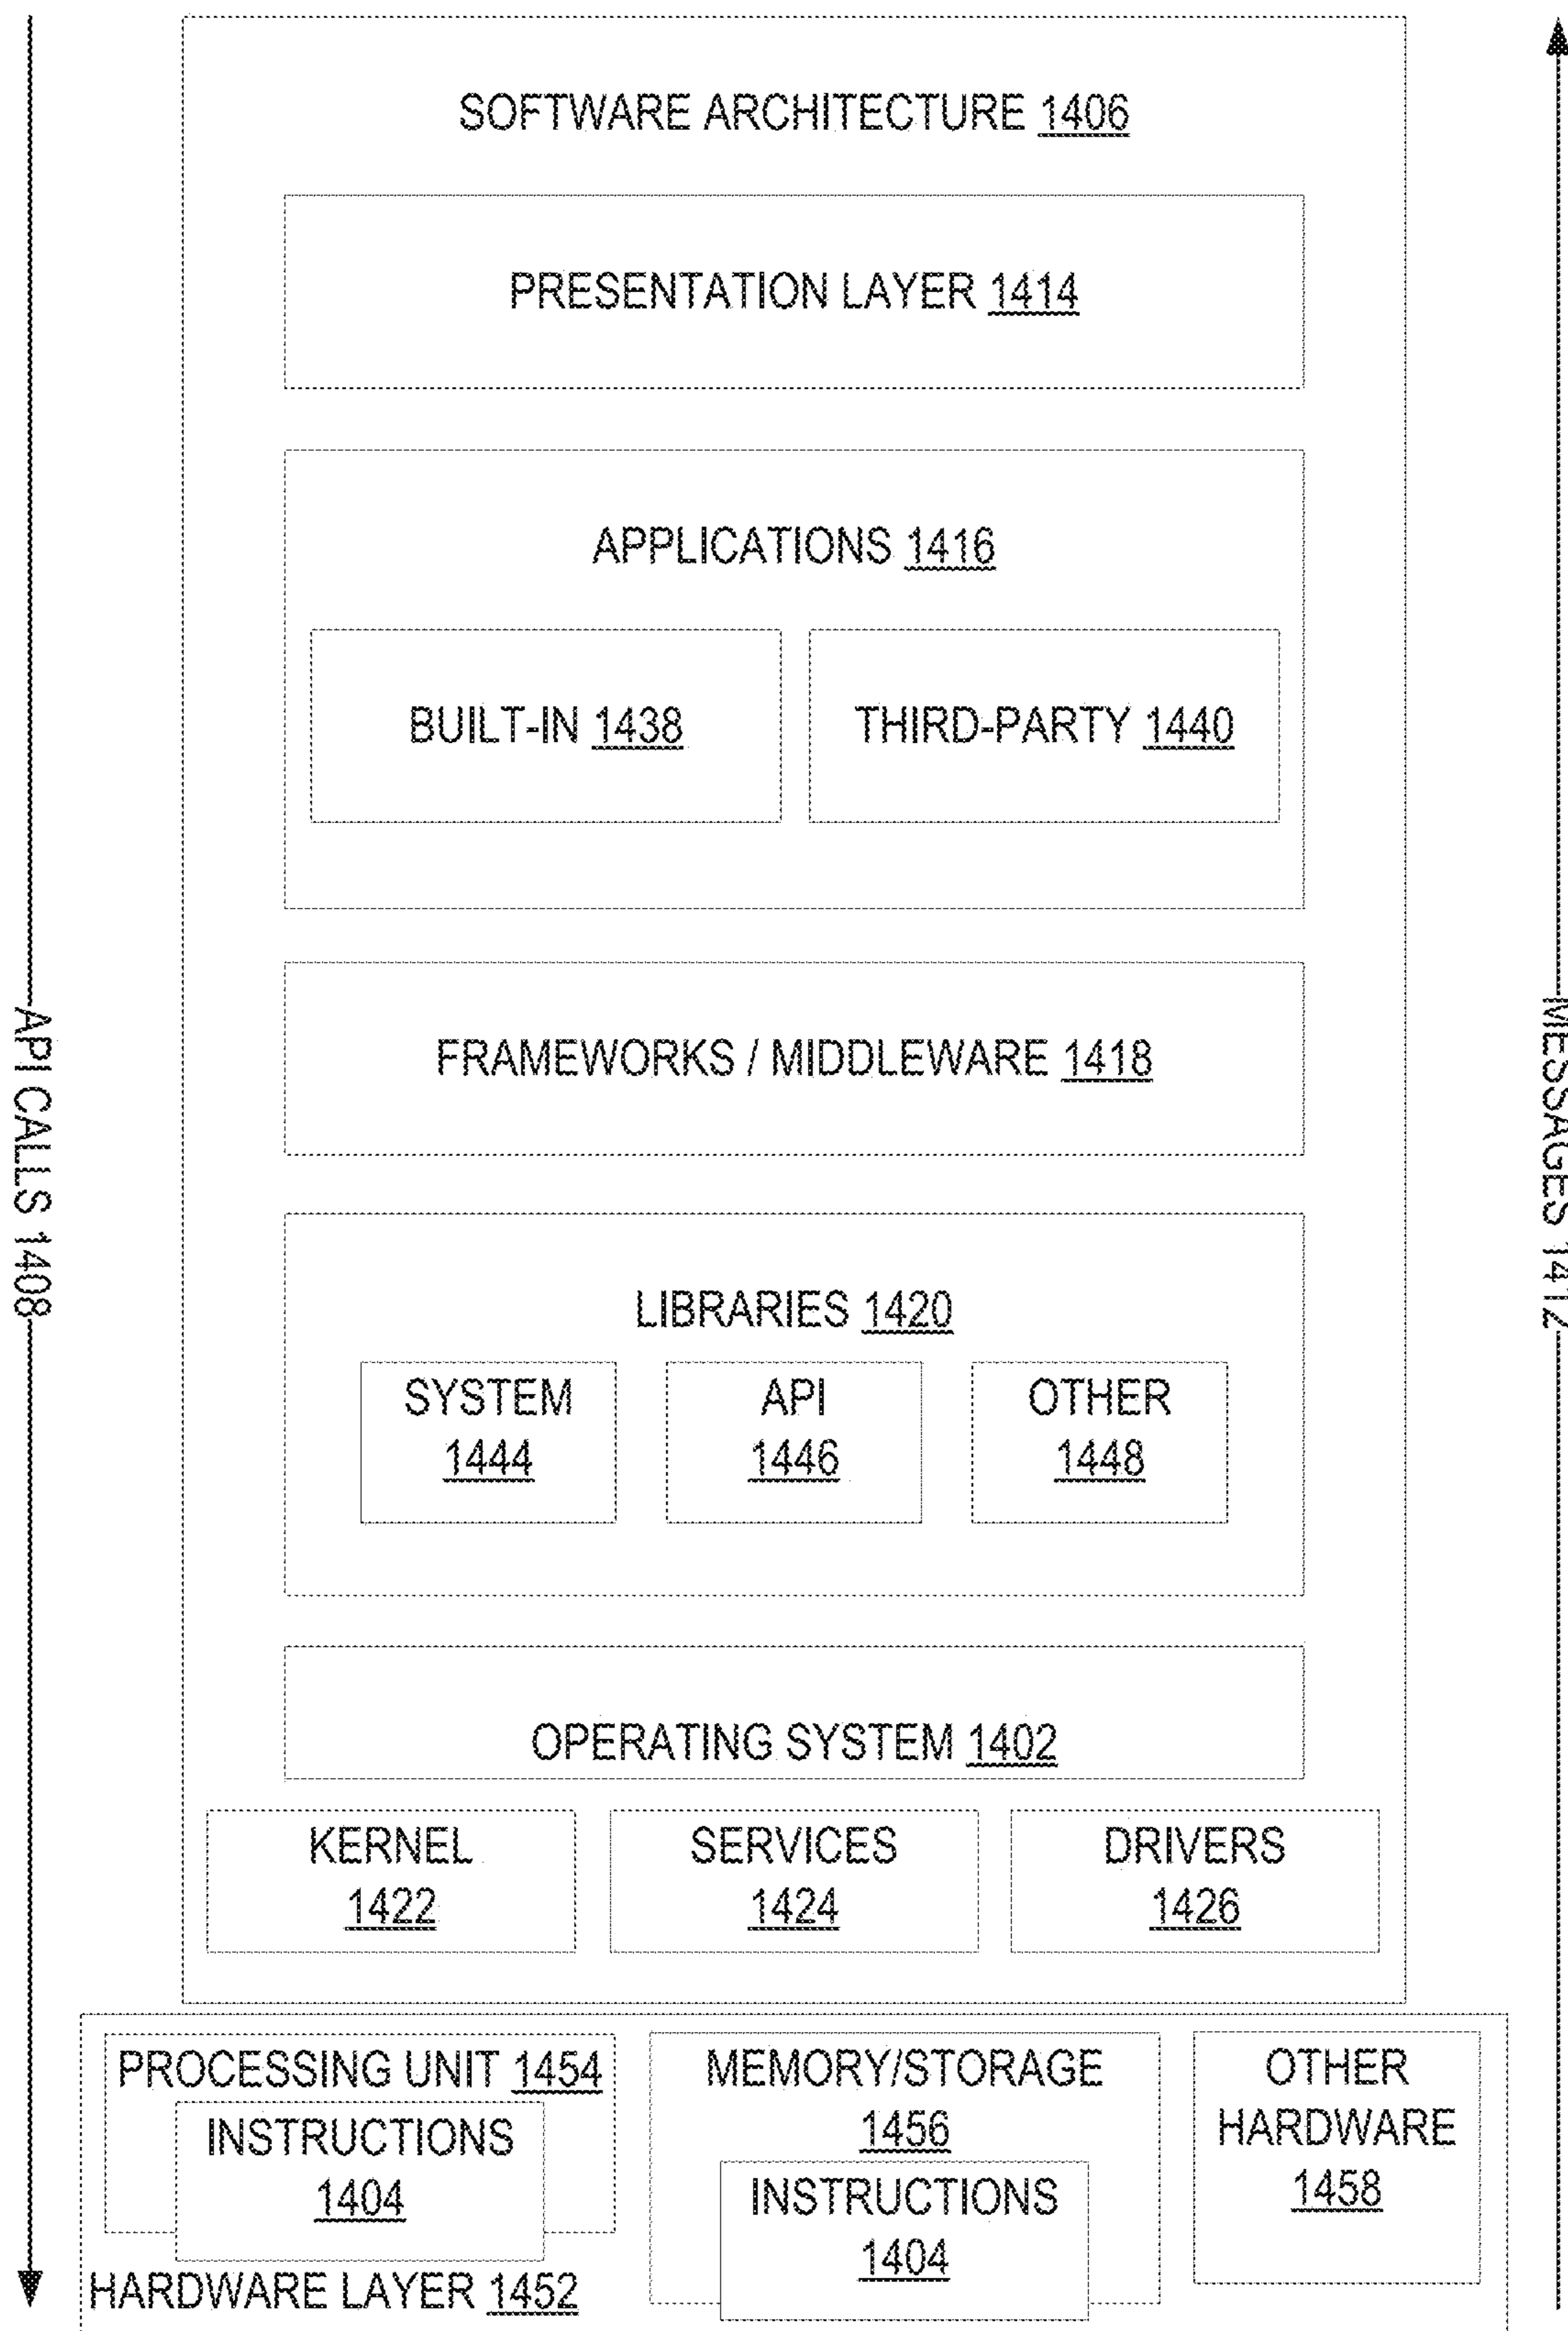 SOFTWARE ARCHITECTURE 1406
PRESENTATION LAYER 1414
APPLICATIONS 1416
BUILT-IN 1438
THIRD-PARTY 1440
FRAMEWORKS / MIDDLEWARE 1418
API CALLS 1408
MESSAGES 1412
LIBRARIES 1420
SYSTEM
1444
API
1446
OTHER
1448
OPERATING SYSTEM 1402
KERNEL
1422
SERVICES
1424
DRIVERS
1426
PROCESSING UNIT 1454
INSTRUCTIONS
1404
MEMORY/STORAGE
1456
INSTRUCTIONS
1404
OTHER
HARDWARE
1458
HARDWARE LAYER 1452